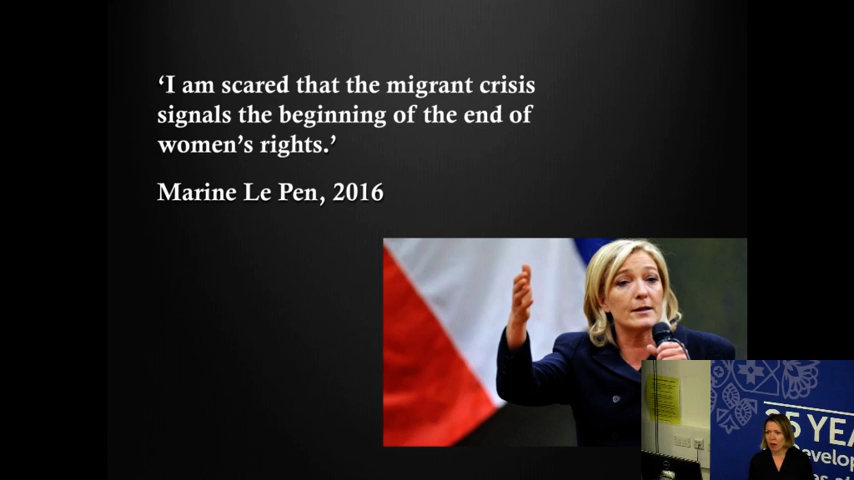 ‘I am scared that the migrant crisis
signals the beginning of the end of
women’s rights.’
Marine Le Pen, 2016
YEA